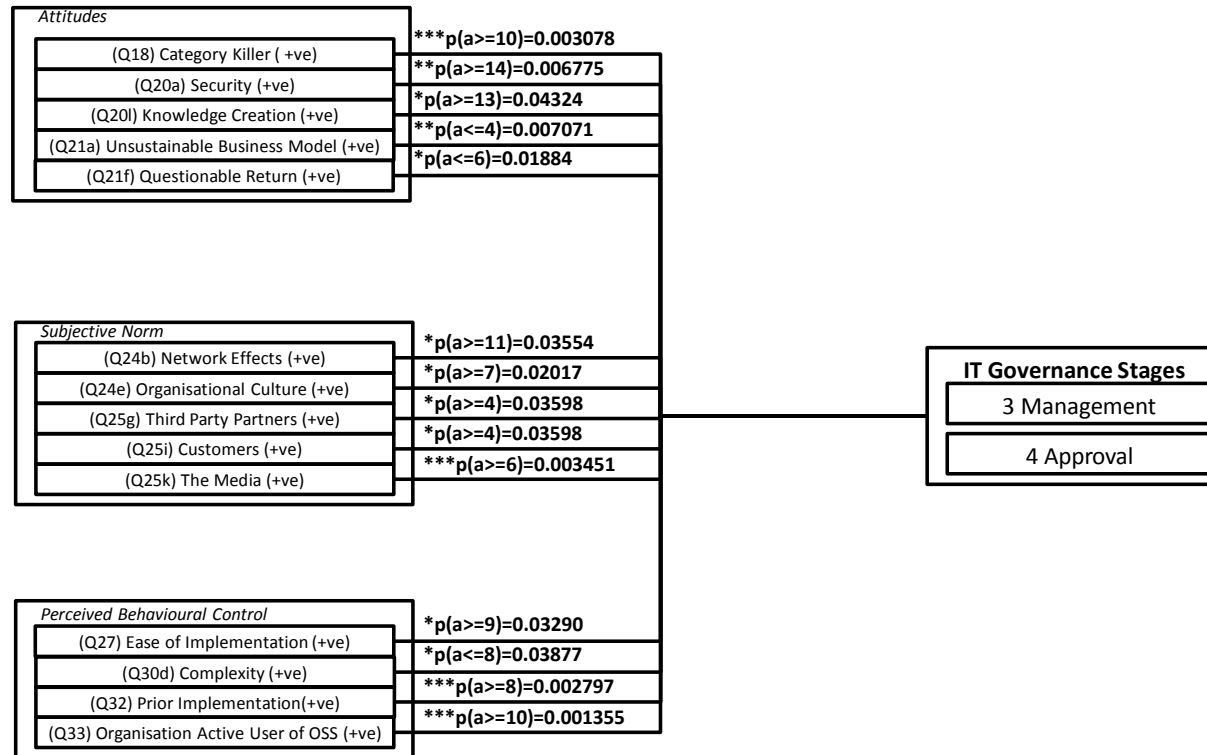 Attitudes
(Q18) Category Killer ( +ve)
***p(a>=10)=0.003078
(Q20a) Security (+ve)
**p(a>=14)=0.006775
(Q20l) Knowledge Creation (+ve)
*p(a>=13)=0.04324
(Q21a) Unsustainable Business Model (+ve)
**p(a<=4)=0.007071
(Q21f) Questionable Return (+ve)
*p(a<=6)=0.01884
Subjective Norm
(Q24b) Network Effects (+ve)
*p(a>=11)=0.03554
(Q24e) Organisational Culture (+ve)
*p(a>=7)=0.02017
(Q25g) Third Party Partners (+ve)
*p(a>=4)=0.03598
(Q25i) Customers (+ve)
*p(a>=4)=0.03598
(Q25k) The Media (+ve)
***p(a>=6)=0.003451
IT Governance Stages
3 Management
4 Approval
Perceived Behavioural Control
(Q27) Ease of Implementation (+ve)
*p(a>=9)=0.03290
(Q30d) Complexity (+ve)
*p(a<=8)=0.03877
(Q32) Prior Implementation(+ve)
***p(a>=8)=0.002797
(Q33) Organisation Active User of OSS (+ve)
***p(a>=10)=0.001355